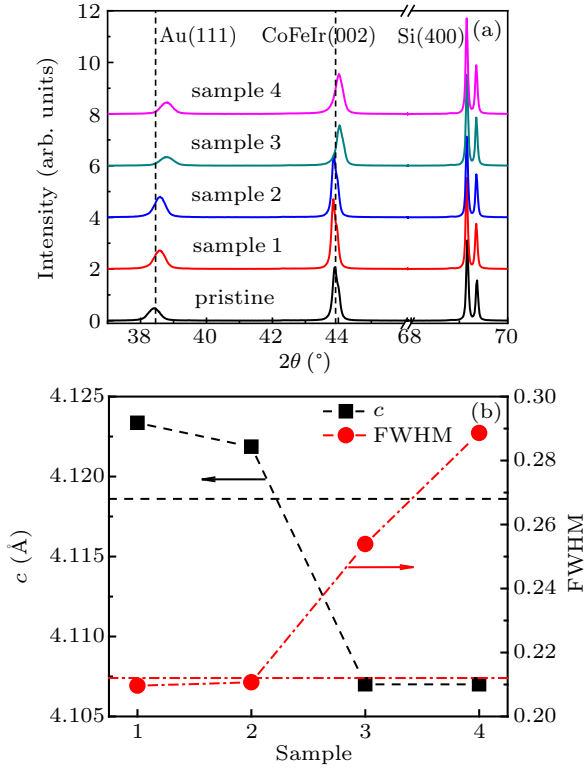 12
10
8
6
4
2
0
Intensity (arb. units)
Au(111) CoFeIr(002) Si(400) (a)
sample 4
sample 3
sample 2
sample 1
pristine
38 40 42 44 68 70
2θ (°)
4.125
4.120
4.115
4.110
4.105
c (Å)
c
FWHM
(b)
0.30
0.28
0.26
0.24
0.22
0.20
FWHM
1 2 3 4
Sample